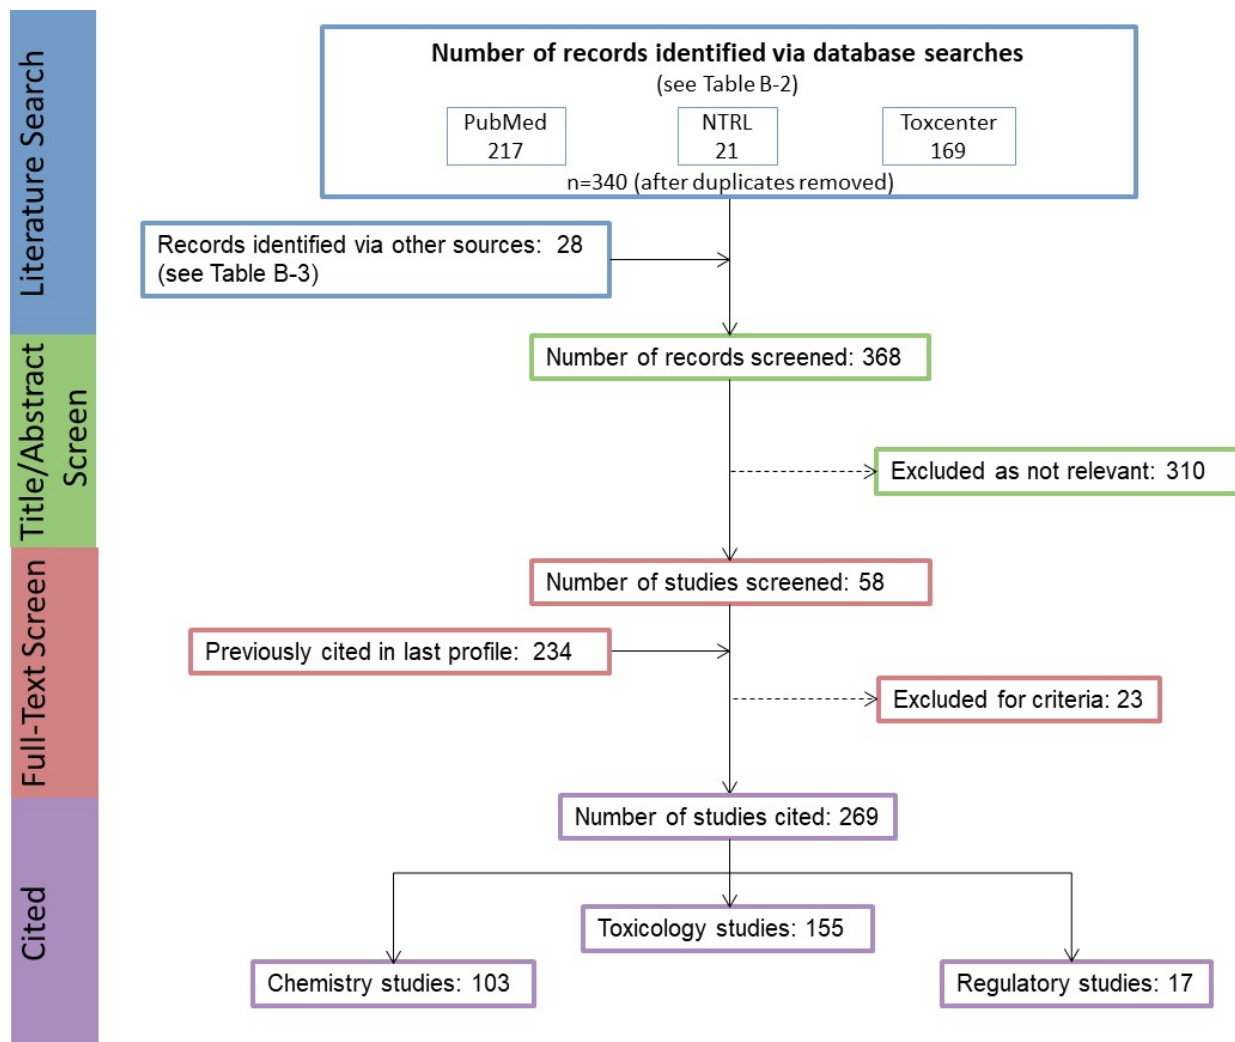 Literature Search
Number of records identified via database searches
(see Table B-2)
PubMed
217
NTRL
21
Toxcenter
169
n=340 (after duplicates removed)
Records identified via other sources: 28
(see Table B-3)
Title/Abstract
Screen
Number of records screened: 368
Excluded as not relevant: 310
Full-Text Screen
Number of studies screened: 58
Previously cited in last profile: 234
Excluded for criteria: 23
Cited
Number of studies cited: 269
Toxicology studies: 155
Chemistry studies: 103
Regulatory studies: 17